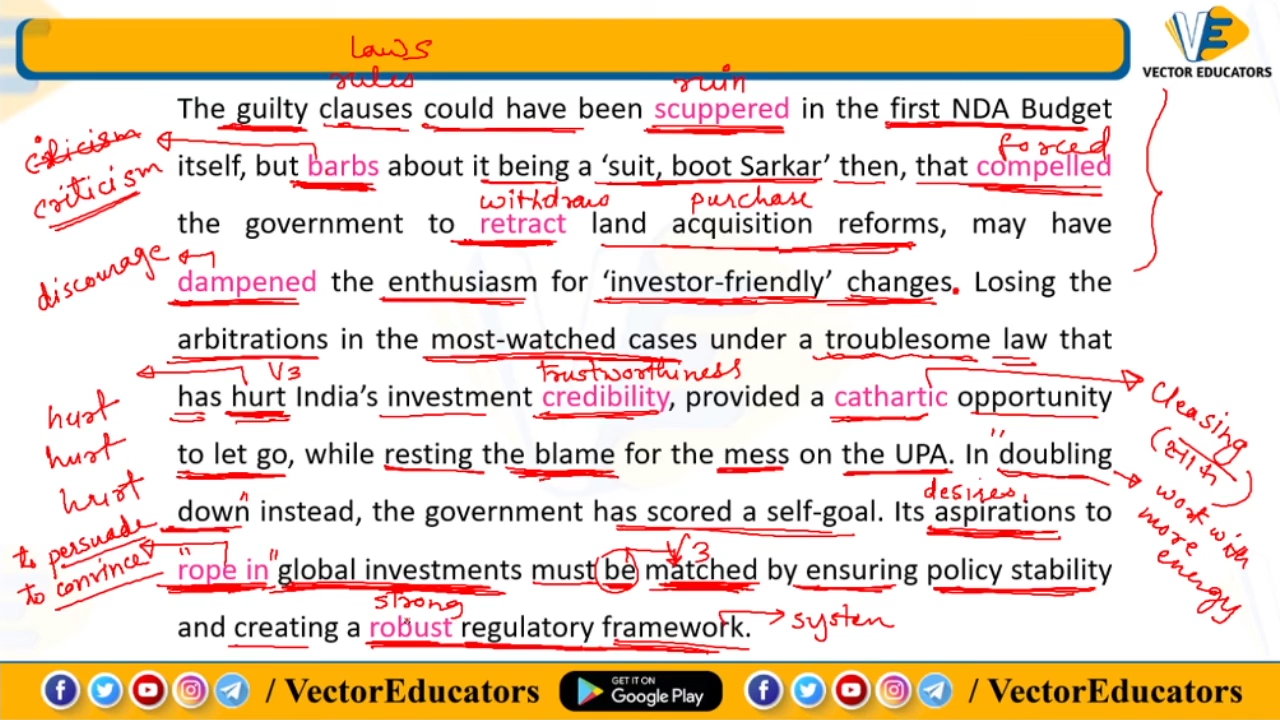 VECTOR EDUCATORS
laws
rules
ruin
The guilty clauses could have been scuppered in the first NDA Budget
criticism
forced
itself, but barbs about it being a ‘suit, boot Sarkar’ then, that compelled
criticism
withdraw
purchase
the government to retract land acquisition reforms, may have
discourage
dampened the enthusiasm for ‘investor-friendly’ changes. Losing the
arbitrations in the most-watched cases under a troublesome law that
V3
trustworthiness
has hurt India’s investment credibility, provided a cathartic opportunity
hurt
cleasing
to let go, while resting the blame for the mess on the UPA. In "doubling
hurt
hurt
desires
down" instead, the government has scored a self-goal. Its aspirations to
work with
more
energy
to persuade
V3
"rope in" global investments must be matched by ensuring policy stability
to convince
strong
and creating a robust regulatory framework.
system
/ VectorEducators
GET IT ON
Google Play
/ VectorEducators